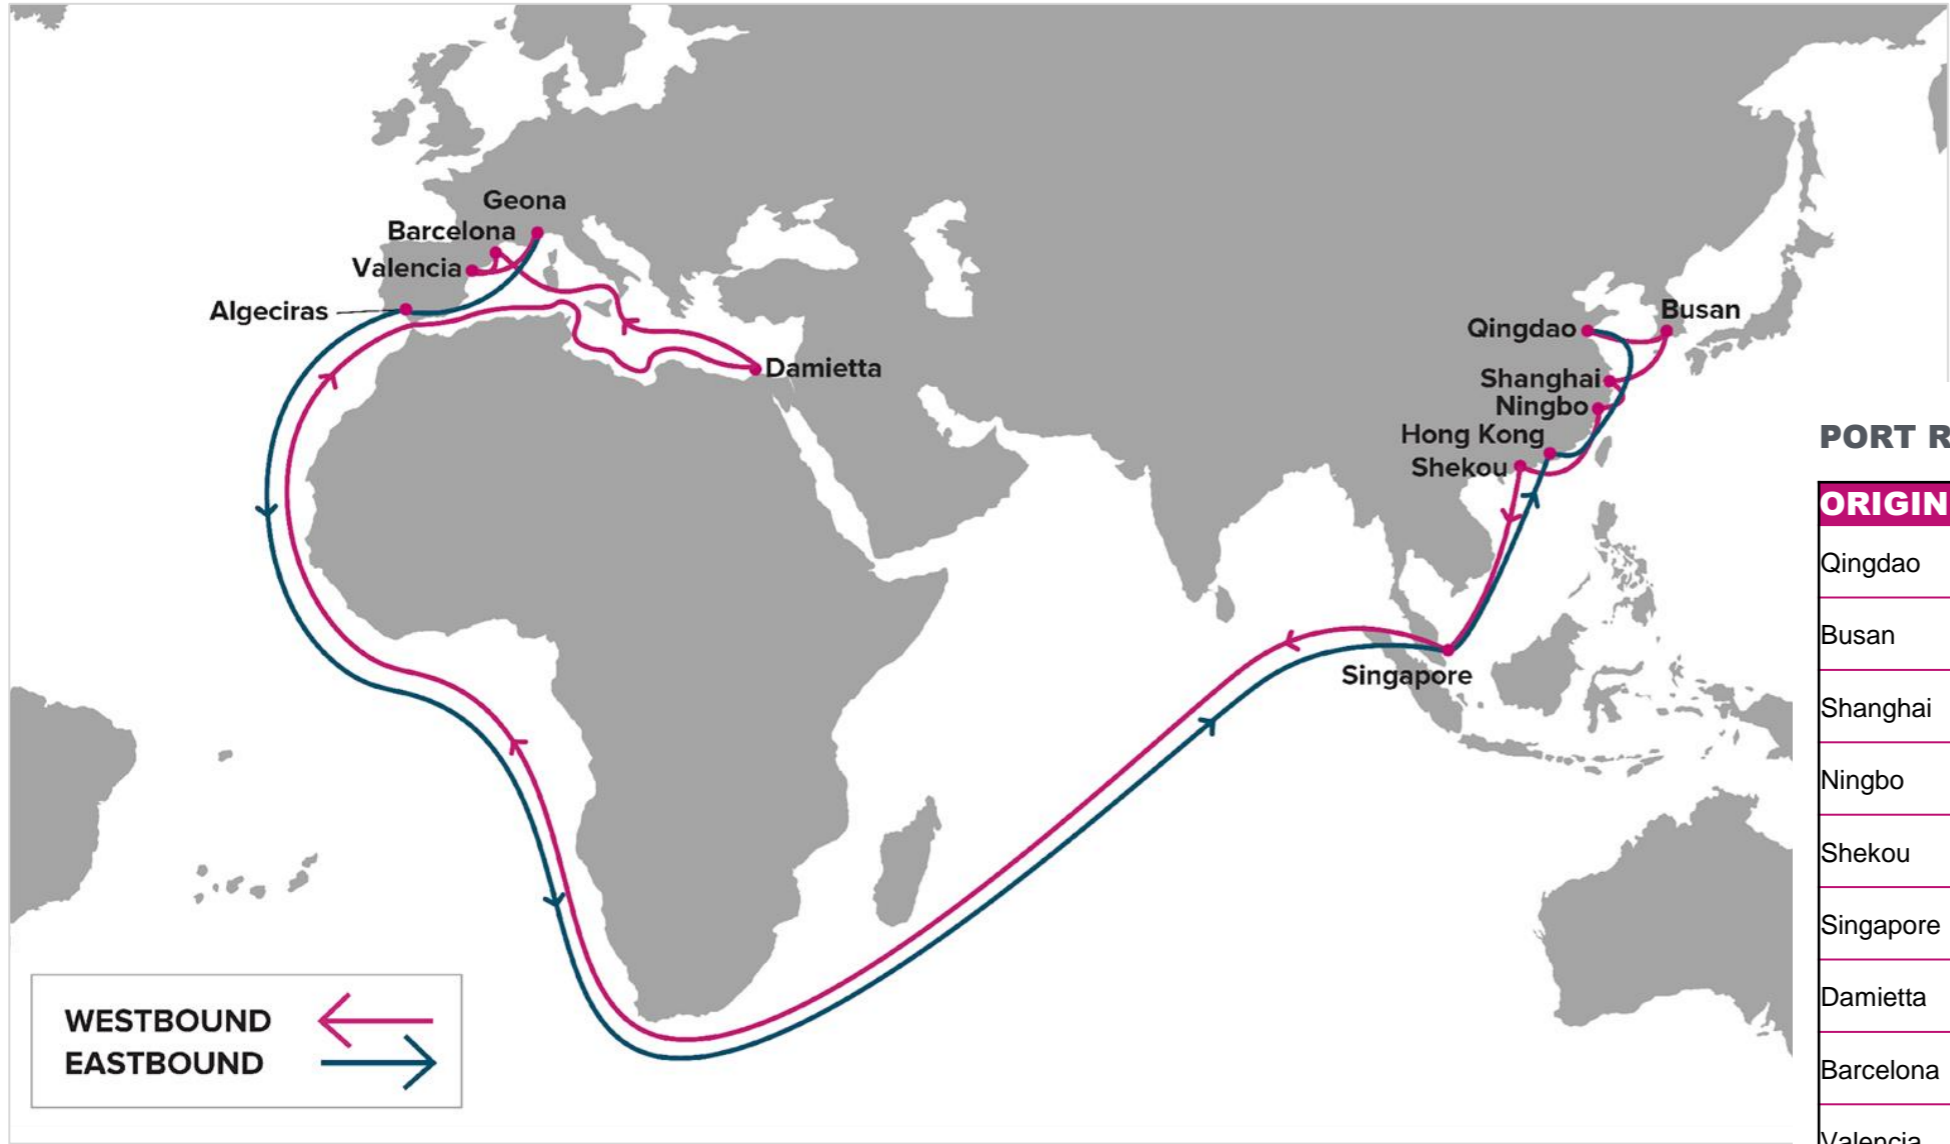 Geona
Barcelona
Valencia
Algeciras
Damietta
Busan
Qingdao
Shanghai
Ningbo
Hong Kong
Shekou
Singapore
WESTBOUND
EASTBOUND
PORT R
ORIGIN
Qingdao
Busan
Shanghai
Ningbo
Shekou
Singapore
Damietta
Barcelona
Valencia